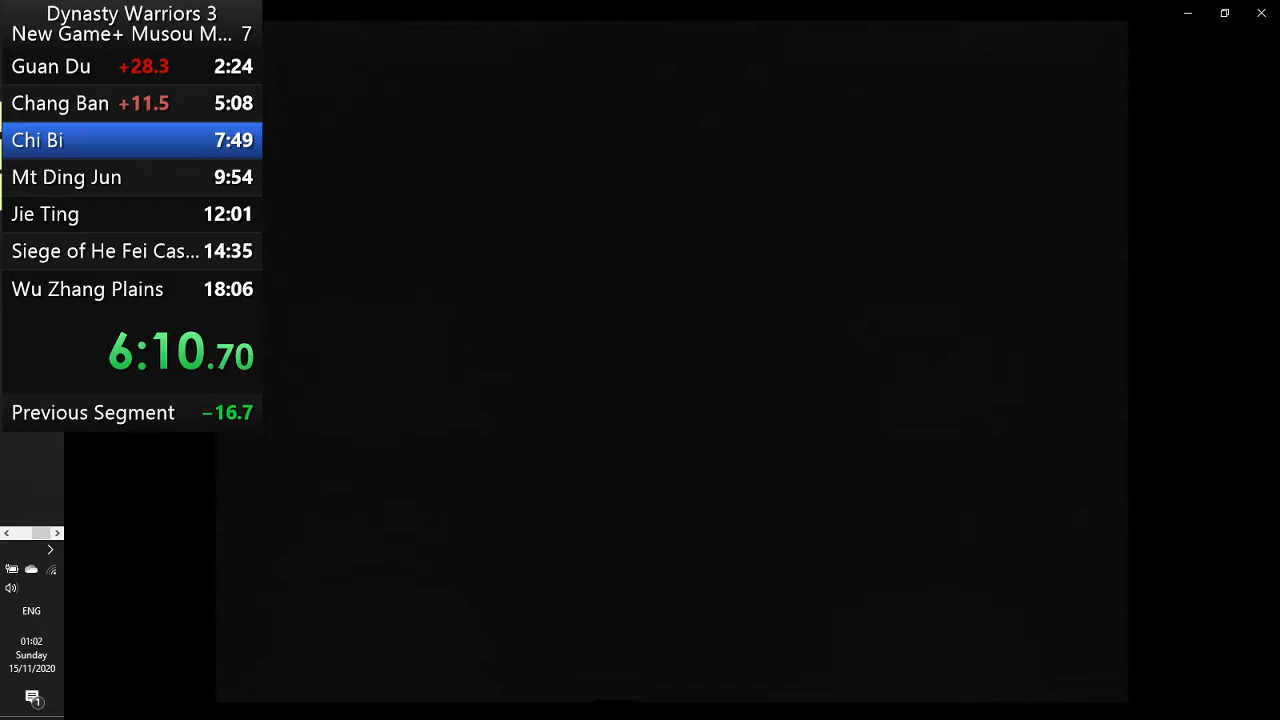 Dynasty Warriors 3
New Game+ Musou M... 7
Guan Du +28.3 2:24
Chang Ban +11.5 5:08
Chi Bi 7:49
Mt Ding Jun 9:54
Jie Ting 12:01
Siege of He Fei Cas... 14:35
Wu Zhang Plains 18:06
6:10.70
Previous Segment −16.7
ENG
01:02
Sunday
15/11/2020
1